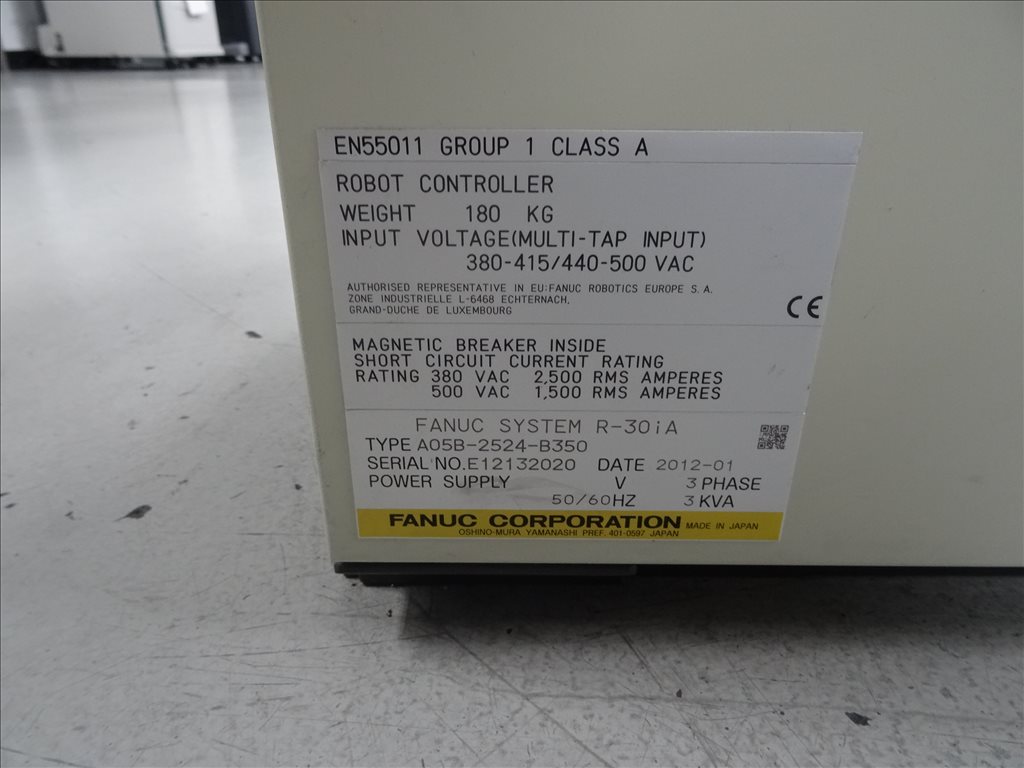 EN55011 GROUP 1 CLASS A
ROBOT CONTROLLER
WEIGHT 180 KG
INPUT VOLTAGE(MULTI-TAP INPUT)
380-415/440-500 VAC
AUTHORISED REPRESENTATIVE IN EU:FANUC ROBOTICS EUROPE S.A.
ZONE INDUSTRIELLE L-6468 ECHTERNACH,
GRAND-DUCHE DE LUXEMBOURG
CE
MAGNETIC BREAKER INSIDE
SHORT CIRCUIT CURRENT RATING
RATING 380 VAC 2,500 RMS AMPERES
500 VAC 1,500 RMS AMPERES
FANUC SYSTEM R-30iA
TYPE A05B-2524-B350
SERIAL NO.E12132020 DATE 2012-01
POWER SUPPLY V 3 PHASE
50/60HZ 3 KVA
FANUC CORPORATION MADE IN JAPAN
OSHINO-MURA YAMANASHI PREF. 401-0597 JAPAN